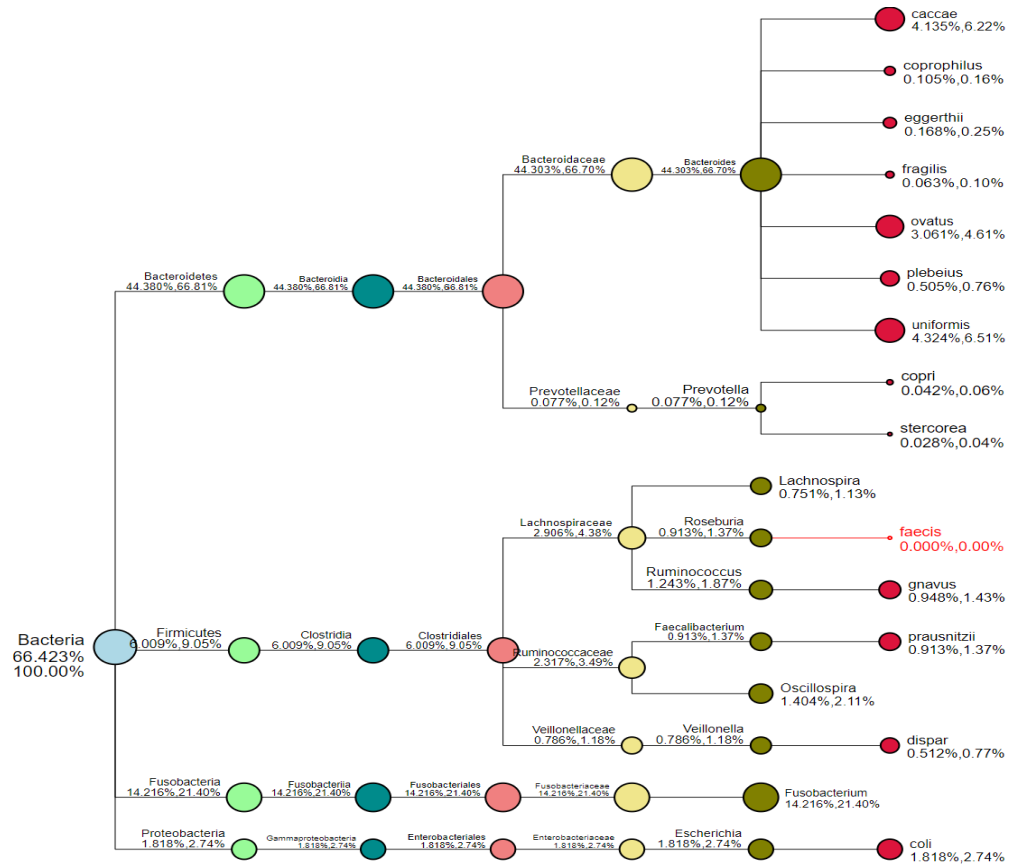 caccae
4.135%,6.22%
coprophilus
0.105%,0.16%
eggerthii
0.168%,0.25%
Bacteroidaceae
44.303%,66.70%
Bacteroides
44.303%,66.70%
fragilis
0.063%,0.10%
ovatus
3.061%,4.61%
Bacteroidetes
44.380%,66.81%
Bacteroidia
44.380%,66.81%
Bacteroidales
44.380%,66.81%
plebeius
0.505%,0.76%
uniformis
4.324%,6.51%
Prevotellaceae
0.077%,0.12%
Prevotella
0.077%,0.12%
copri
0.042%,0.06%
stercorea
0.028%,0.04%
Lachnospira
0.751%,1.13%
Lachnospiraceae
2.906%,4.38%
Roseburia
0.913%,1.37%
faecis
0.000%,0.00%
Ruminococcus
1.243%,1.87%
gnavus
0.948%,1.43%
Bacteria
66.423%
100.00%
Firmicutes
6.009%,9.05%
Clostridia
6.009%,9.05%
Clostridiales
6.009%,9.05%
Ruminococcaceae
2.317%,3.49%
Faecalibacterium
0.913%,1.37%
prausnitzii
0.913%,1.37%
Oscillospira
1.404%,2.11%
Veillonellaceae
0.786%,1.18%
Veillonella
0.786%,1.18%
dispar
0.512%,0.77%
Fusobacteria
14.216%,21.40%
Fusobacteriia
14.216%,21.40%
Fusobacteriales
14.216%,21.40%
Fusobacteriaceae
14.216%,21.40%
Fusobacterium
14.216%,21.40%
Proteobacteria
1.818%,2.74%
Gammaproteobacteria
1.818%,2.74%
Enterobacteriales
1.818%,2.74%
Enterobacteriaceae
1.818%,2.74%
Escherichia
1.818%,2.74%
coli
1.818%,2.74%